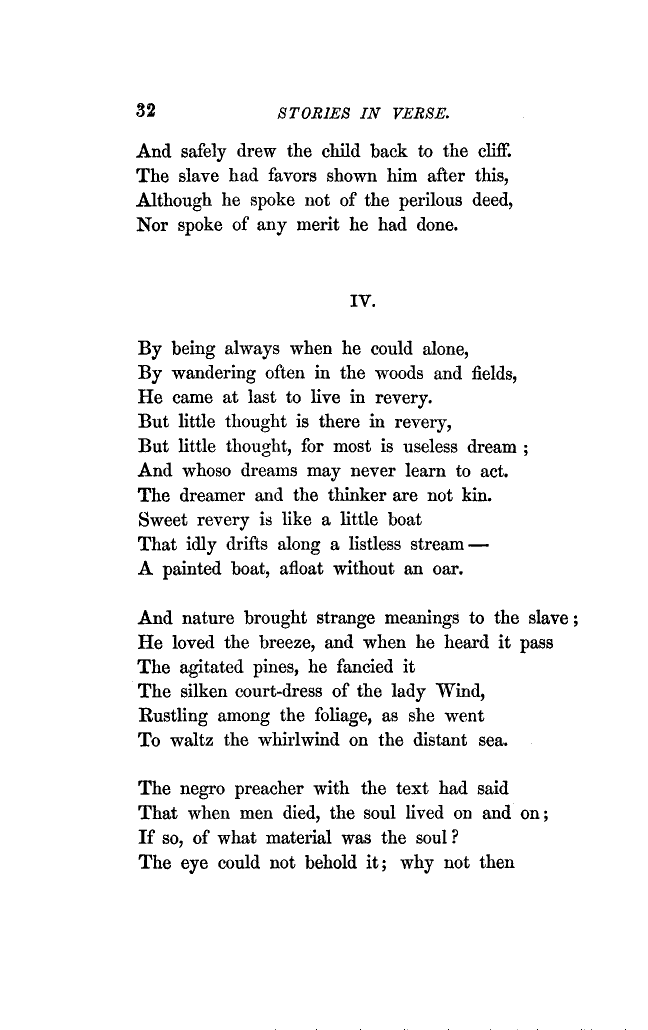 32 STORIES IN VERSE.
And safely drew the child back to the cliff.
The slave had favors shown him after this,
Although he spoke not of the perilous deed,
Nor spoke of any merit he had done.
IV.
By being always when he could alone,
By wandering often in the woods and fields,
He came at last to live in revery.
But little thought is there in revery,
But little thought, for most is useless dream ;
And whoso dreams may never learn to act.
The dreamer and the thinker are not kin.
Sweet revery is like a little boat
That idly drifts along a listless stream —
A painted boat, afloat without an oar.
And nature brought strange meanings to the slave ;
He loved the breeze, and when he heard it pass
The agitated pines, he fancied it
The silken court-dress of the lady Wind,
Rustling among the foliage, as she went
To waltz the whirlwind on the distant sea.
The negro preacher with the text had said
That when men died, the soul lived on and on ;
If so, of what material was the soul ?
The eye could not behold it ; why not then